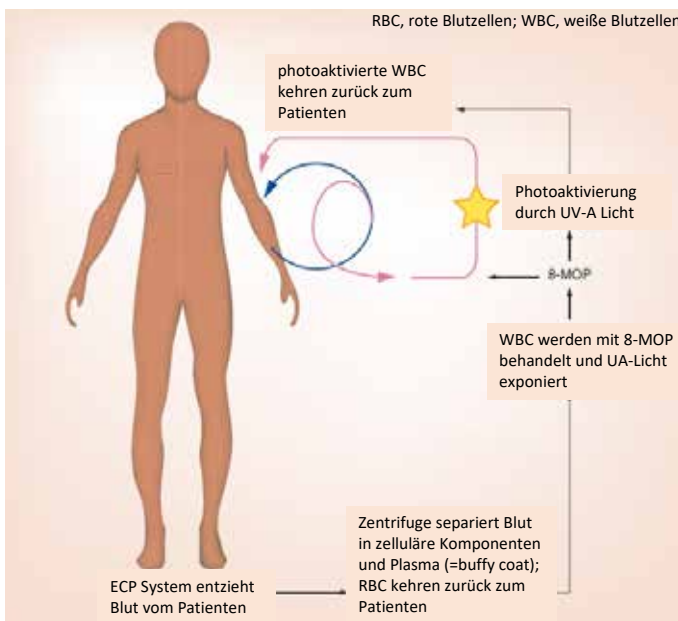 RBC, rote Blutzellen; WBC, weiße Blutzellen
photoaktivierte WBC
kehren zurück zum
Patienten
Photoaktivierung
durch UV-A Licht
8-MOP
WBC werden mit 8-MOP
behandelt und UA-Licht
exponiert
Zentrifuge separiert Blut
in zelluläre Komponenten
und Plasma (=buffy coat);
RBC kehren zurück zum
Patienten
ECP System entzieht
Blut vom Patienten